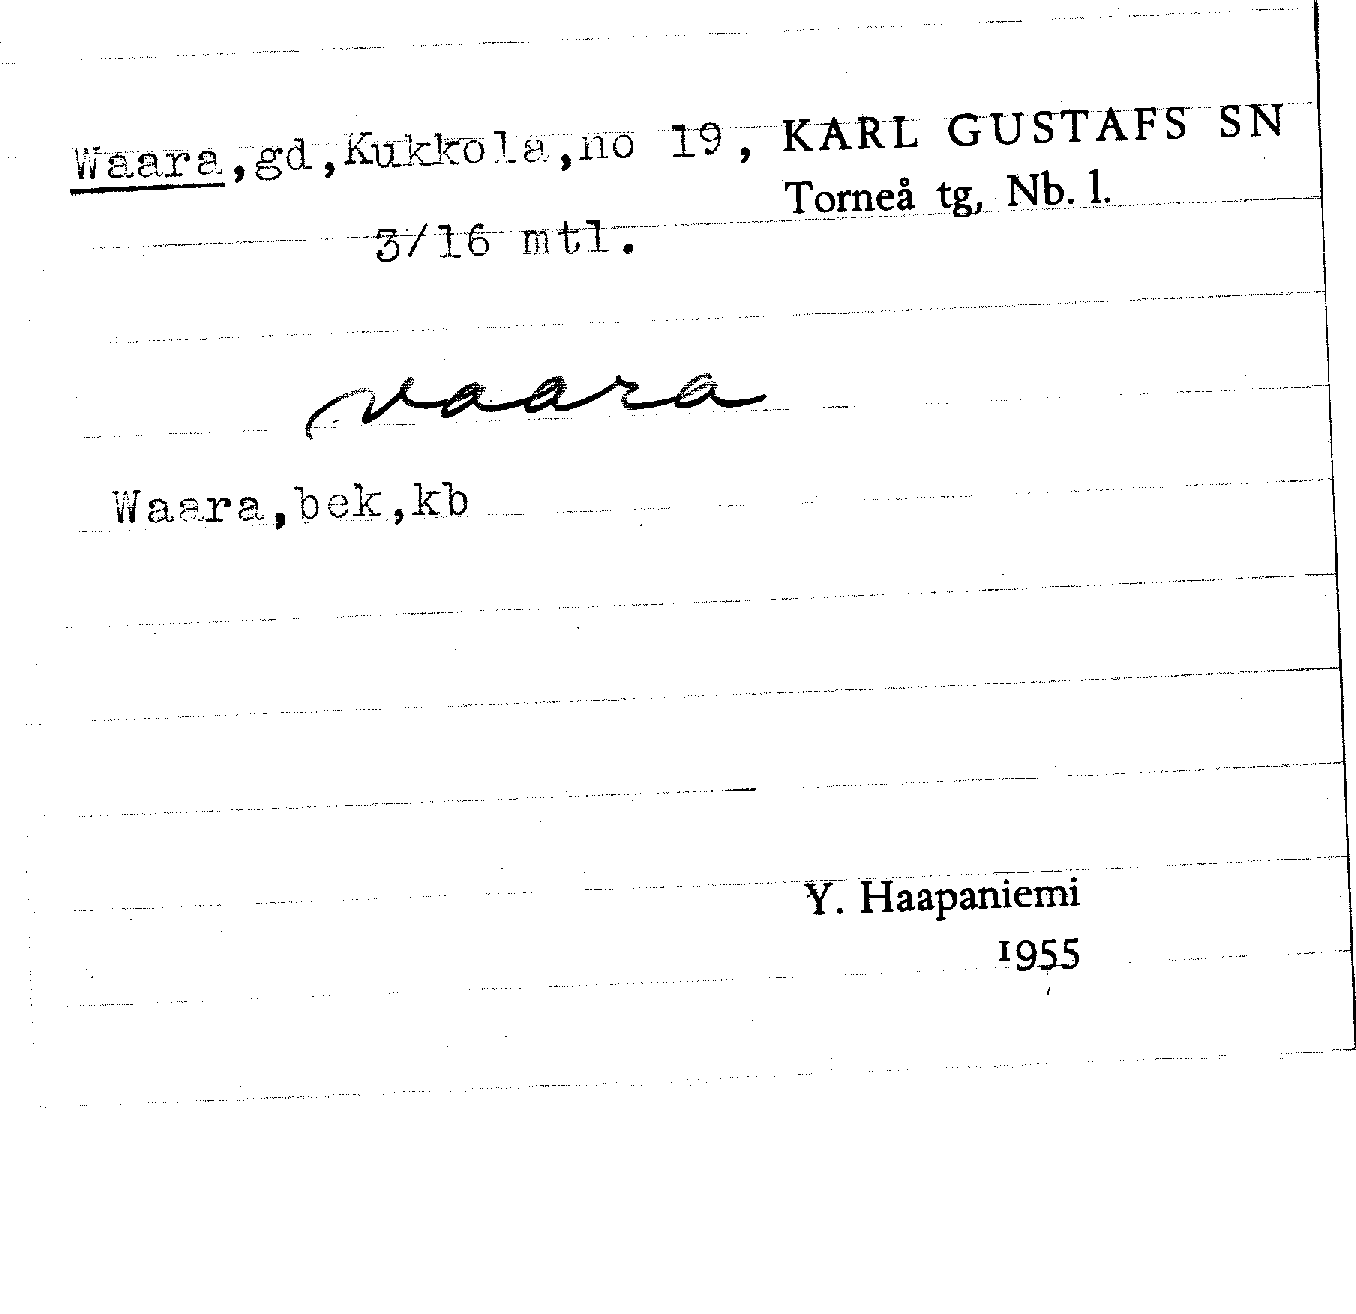 Waara,gd,Kukkola,no 19, KARL GUSTAFS SN
Torneå tg, Nb. l.
3/16 mtl.
vaara
Waara,bek,kb
Y. Haapaniemi
1955